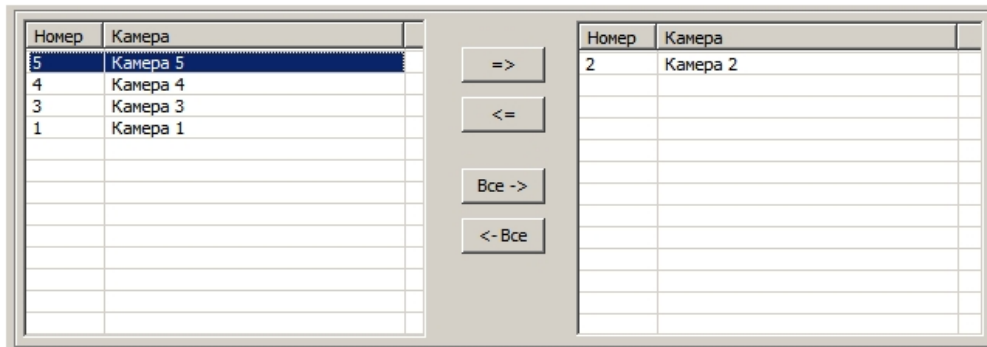 Номер Камера
5 Камера 5
4 Камера 4
3 Камера 3
1 Камера 1
=>
<=
Все ->
<- Все
Номер Камера
2 Камера 2